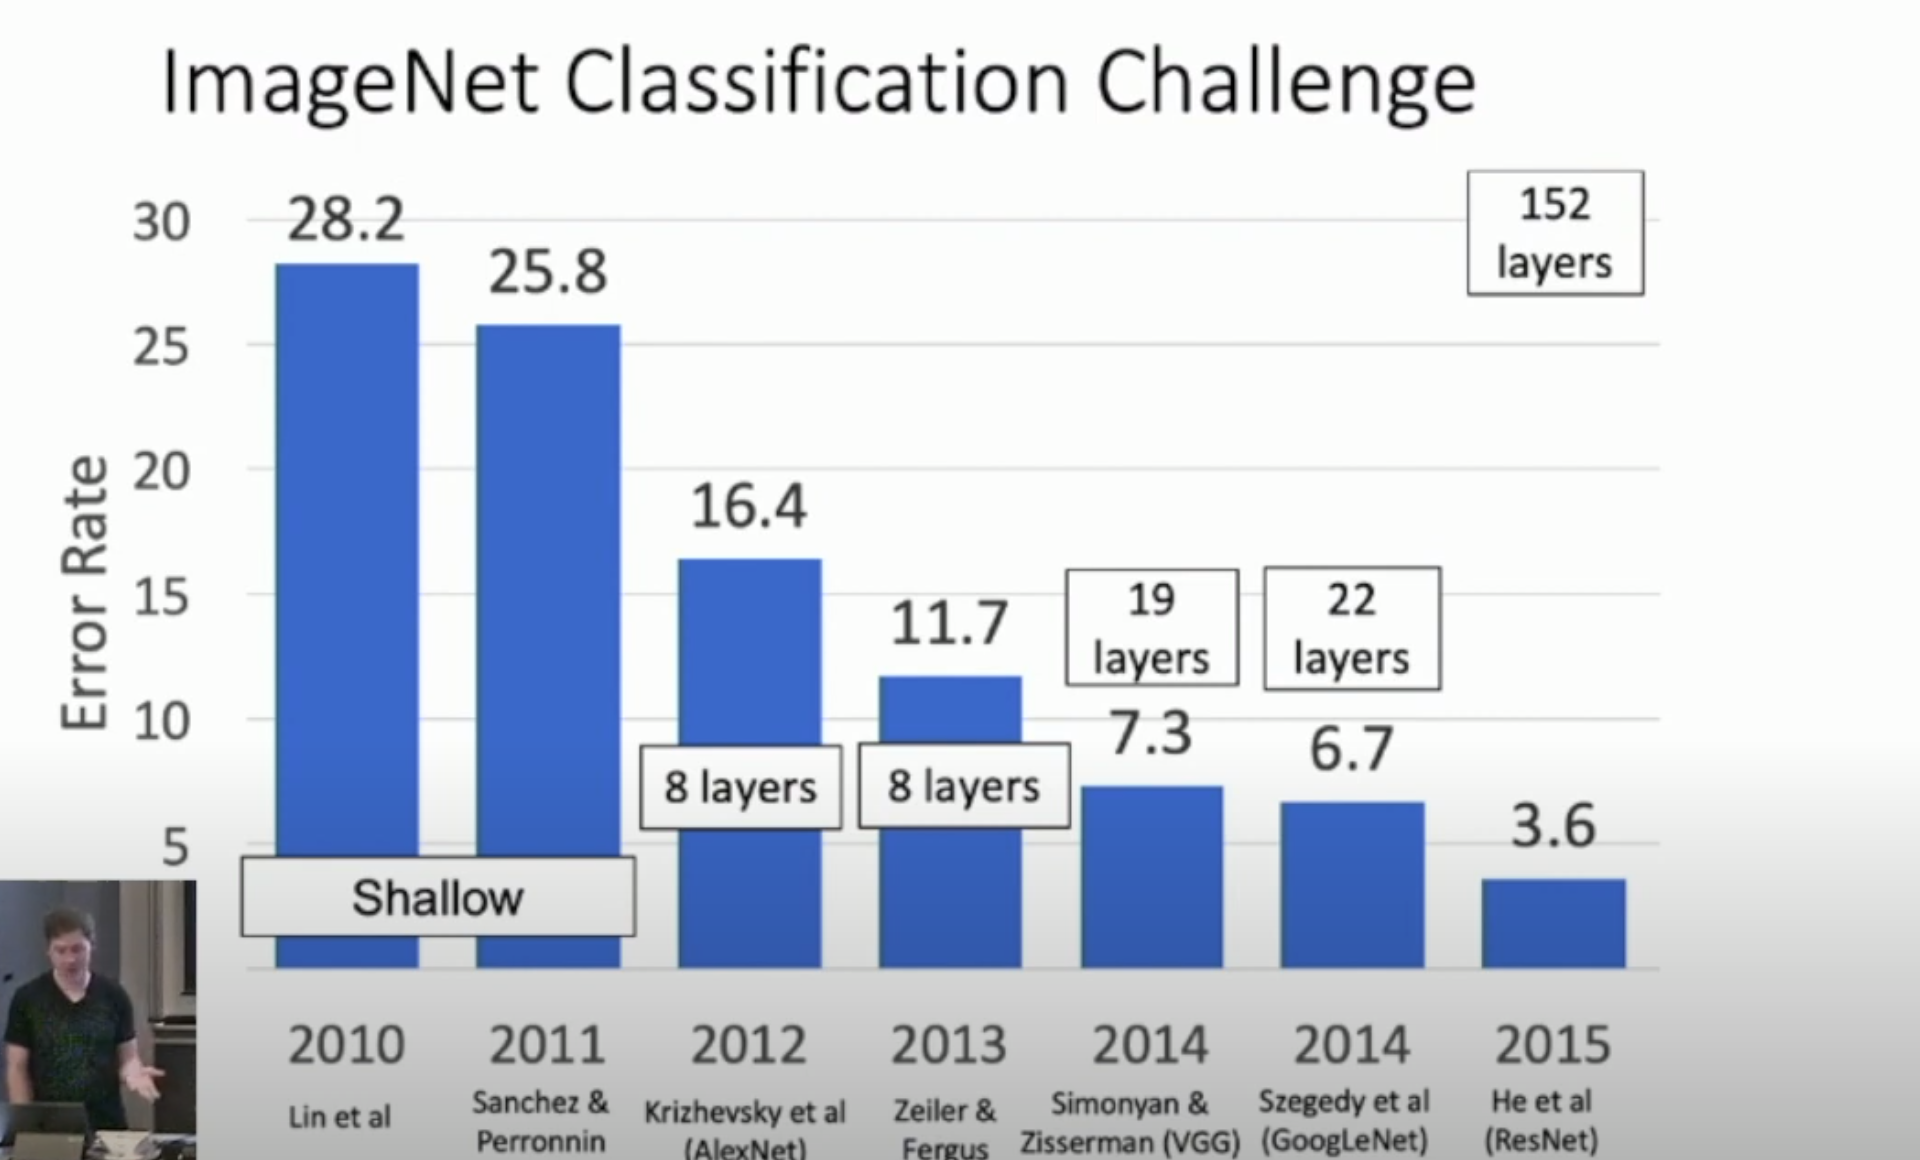 ImageNet Classification Challenge
152
layers
30
28.2
25.8
25
20
16.4
Error Rate
15
19
layers
22
layers
11.7
10
7.3
6.7
8 layers
8 layers
5
3.6
Shallow
2010
2011
2012
2013
2014
2014
2015
Lin et al
Sanchez &
Perronnin
Krizhevsky et al
(AlexNet)
Zeiler &
Fergus
Simonyan &
Zisserman (VGG)
Szegedy et al
(GoogLeNet)
He et al
(ResNet)